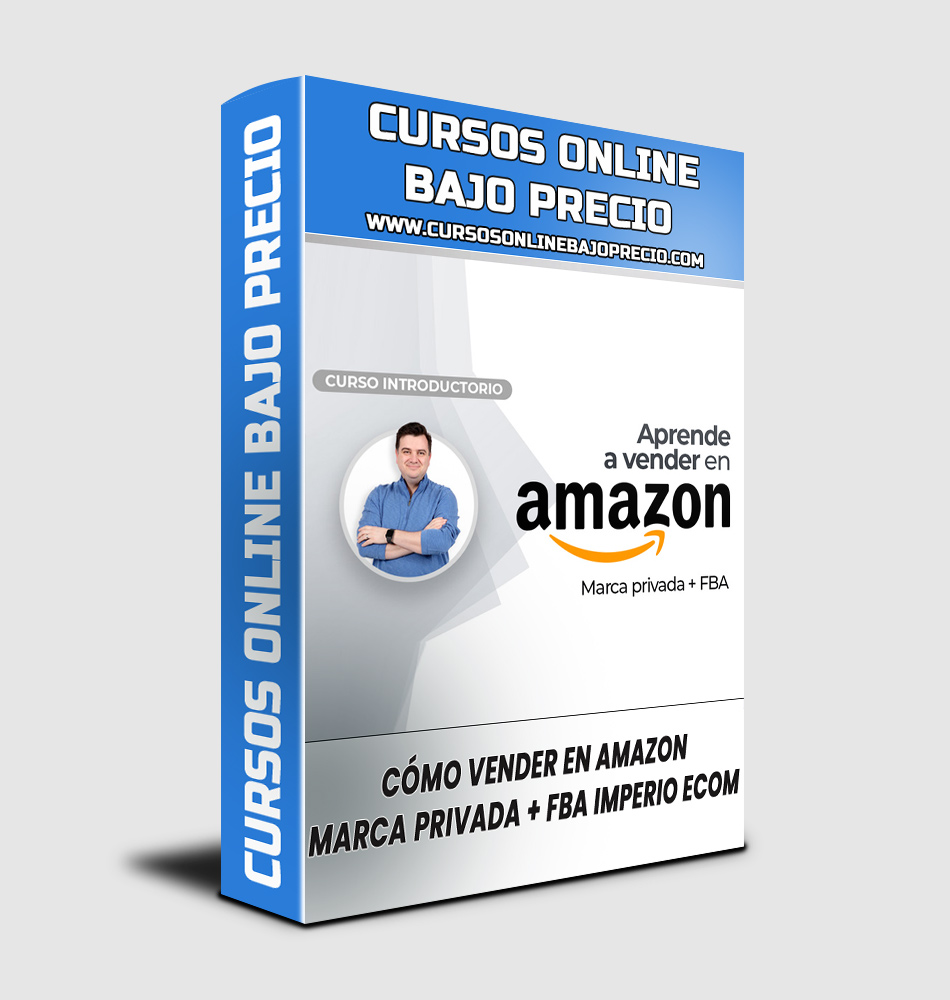 CURSOS ONLINE BAJO PRECIO
CURSOS ONLINE
BAJO PRECIO
WWW.CURSOSONLINEBAJOPRECIO.COM
CURSO INTRODUCTORIO
Aprende
a vender en
amazon
Marca privada + FBA
CÓMO VENDER EN AMAZON
MARCA PRIVADA + FBA IMPERIO ECOM